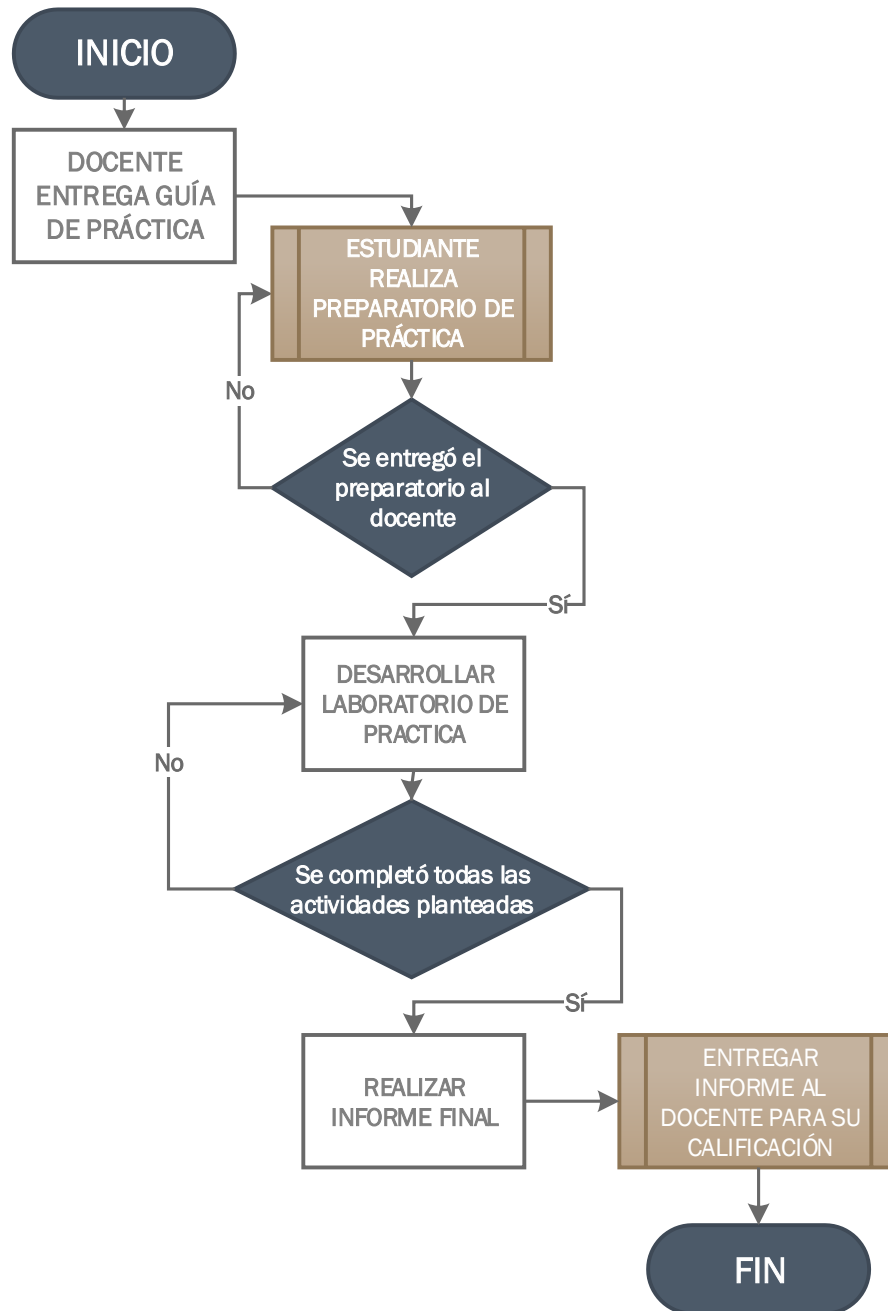 INICIO
DOCENTE
ENTREGA GUÍA
DE PRÁCTICA
ESTUDIANTE
REALIZA
PREPARATORIO DE
PRÁCTICA
No
Se entregó el
preparatorio al
docente
Sí
DESARROLLAR
LABORATORIO DE
PRACTICA
No
Se completó todas las
actividades planteadas
Sí
REALIZAR
INFORME FINAL
ENTREGAR
INFORME AL
DOCENTE PARA SU
CALIFICACIÓN
FIN